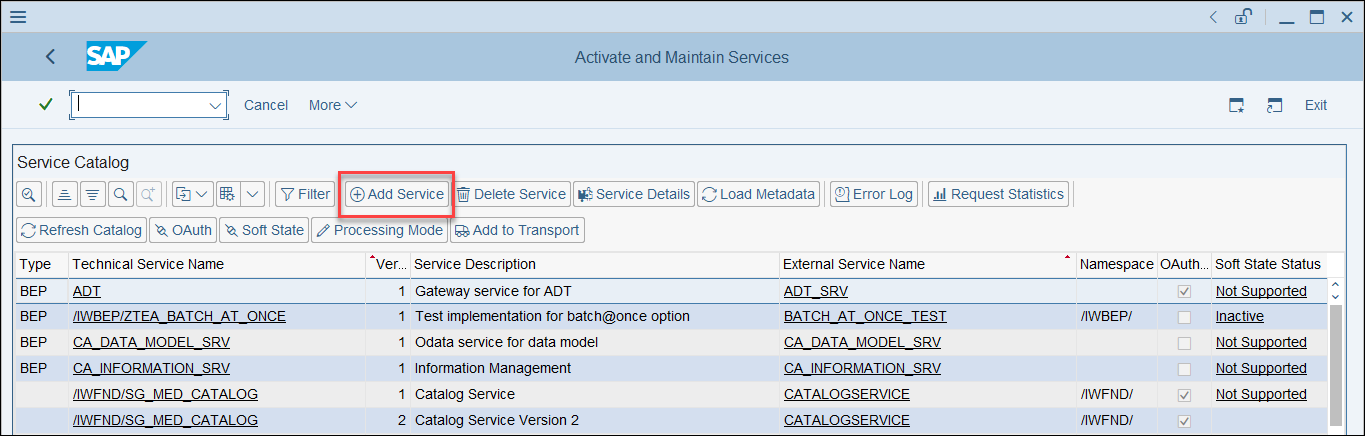 SAP Activate and Maintain Services
Cancel More Exit
Service Catalog
Filter Add Service Delete Service Service Details Load Metadata Error Log Request Statistics
Refresh Catalog OAuth Soft State Processing Mode Add to Transport
Type Technical Service Name Ver... Service Description External Service Name Namespace OAuth... Soft State Status
BEP ADT 1 Gateway service for ADT ADT_SRV Not Supported
BEP /IWBEP/ZTEA_BATCH_AT_ONCE 1 Test implementation for batch@once option BATCH_AT_ONCE_TEST /IWBEP/ Inactive
BEP CA_DATA_MODEL_SRV 1 Odata service for data model CA_DATA_MODEL_SRV Not Supported
BEP CA_INFORMATION_SRV 1 Information Management CA_INFORMATION_SRV Not Supported
/IWFND/SG_MED_CATALOG 1 Catalog Service CATALOGSERVICE /IWFND/ Not Supported
/IWFND/SG_MED_CATALOG 2 Catalog Service Version 2 CATALOGSERVICE /IWFND/